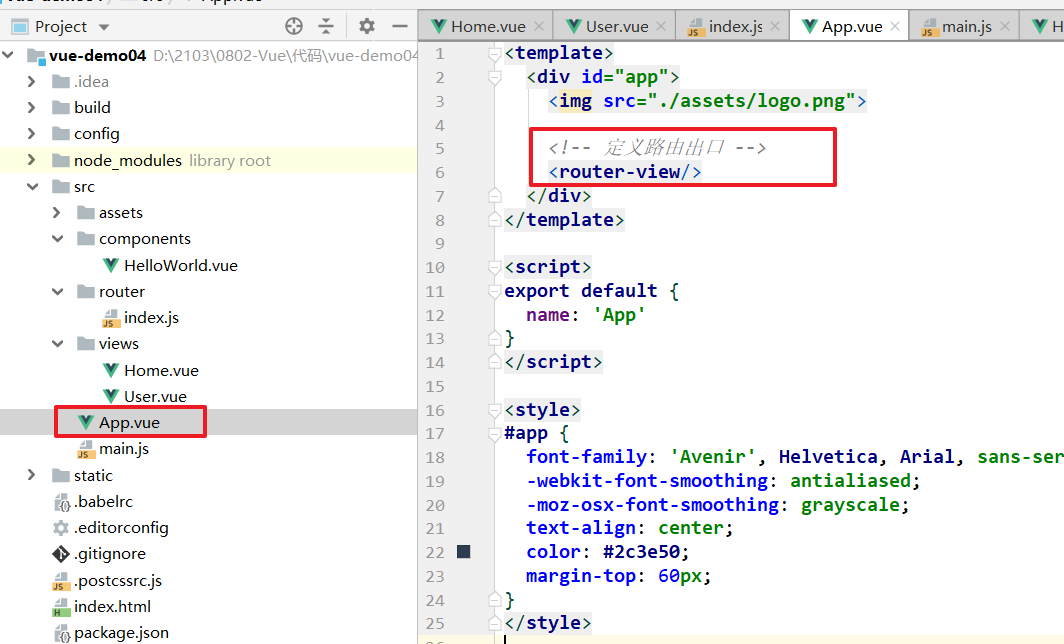 Project
vue-demo04 D:\2103\0802-Vue\代码\vue-demo04
.idea
build
config
node_modules library root
src
assets
components
HelloWorld.vue
router
index.js
views
Home.vue
User.vue
App.vue
main.js
static
.babelrc
.editorconfig
.gitignore
.postcssrc.js
index.html
package.json
Home.vue User.vue index.js App.vue main.js H
1 <template>
2 <div id="app">
3 <img src="./assets/logo.png">
4
5 <!-- 定义路由出口 -->
6 <router-view/>
7 </div>
8 </template>
9
10 <script>
11 export default {
12 name: 'App'
13 }
14 </script>
15
16 <style>
17 #app {
18 font-family: 'Avenir', Helvetica, Arial, sans-ser
19 -webkit-font-smoothing: antialiased;
20 -moz-osx-font-smoothing: grayscale;
21 text-align: center;
22 color: #2c3e50;
23 margin-top: 60px;
24 }
25 </style>